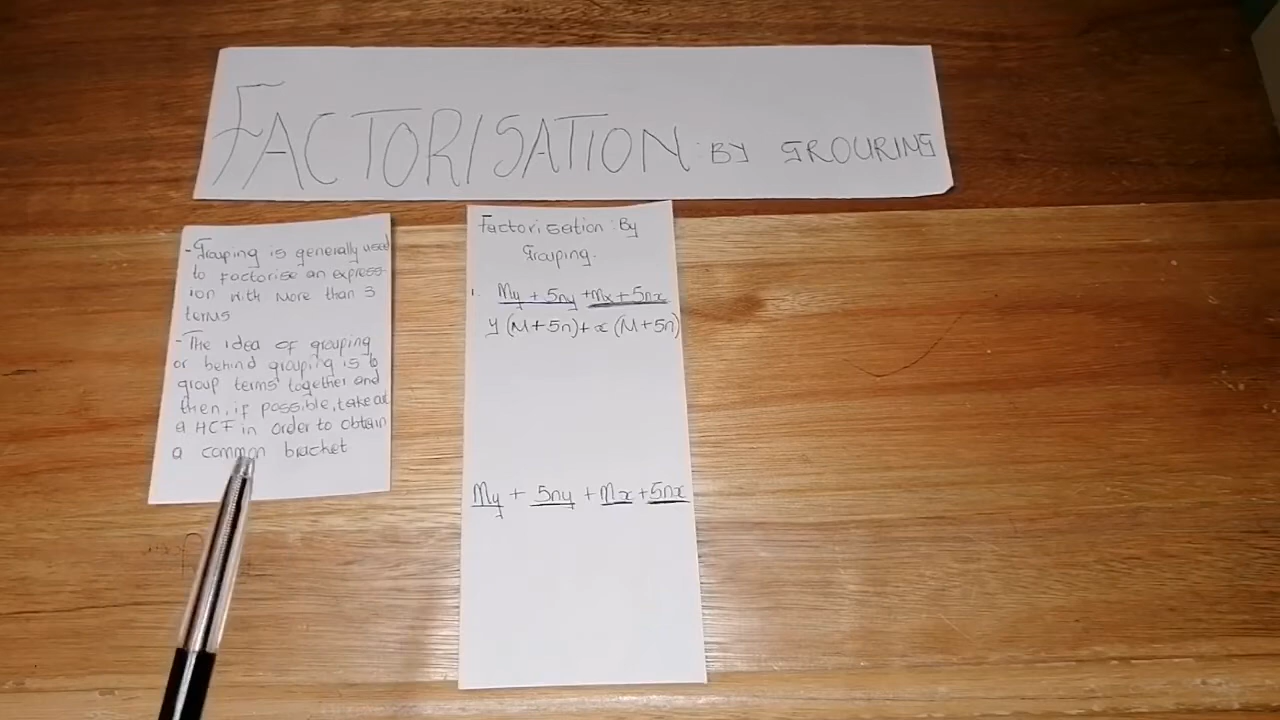 FACTORISATION: BY GROURING
- Grouping is generally used
to factorise an express-
ion with more than 3
terms
- The idea of grouping
or behind grouping is to
group terms together and
then, if possible, take out
a HCF in order to obtain
a common bracket
Factorisation: By
Grouping.
1. My + 5ny + mx + 5nx
y (M+5n) + x (M+5n)
My + 5ny + Mx + 5nx